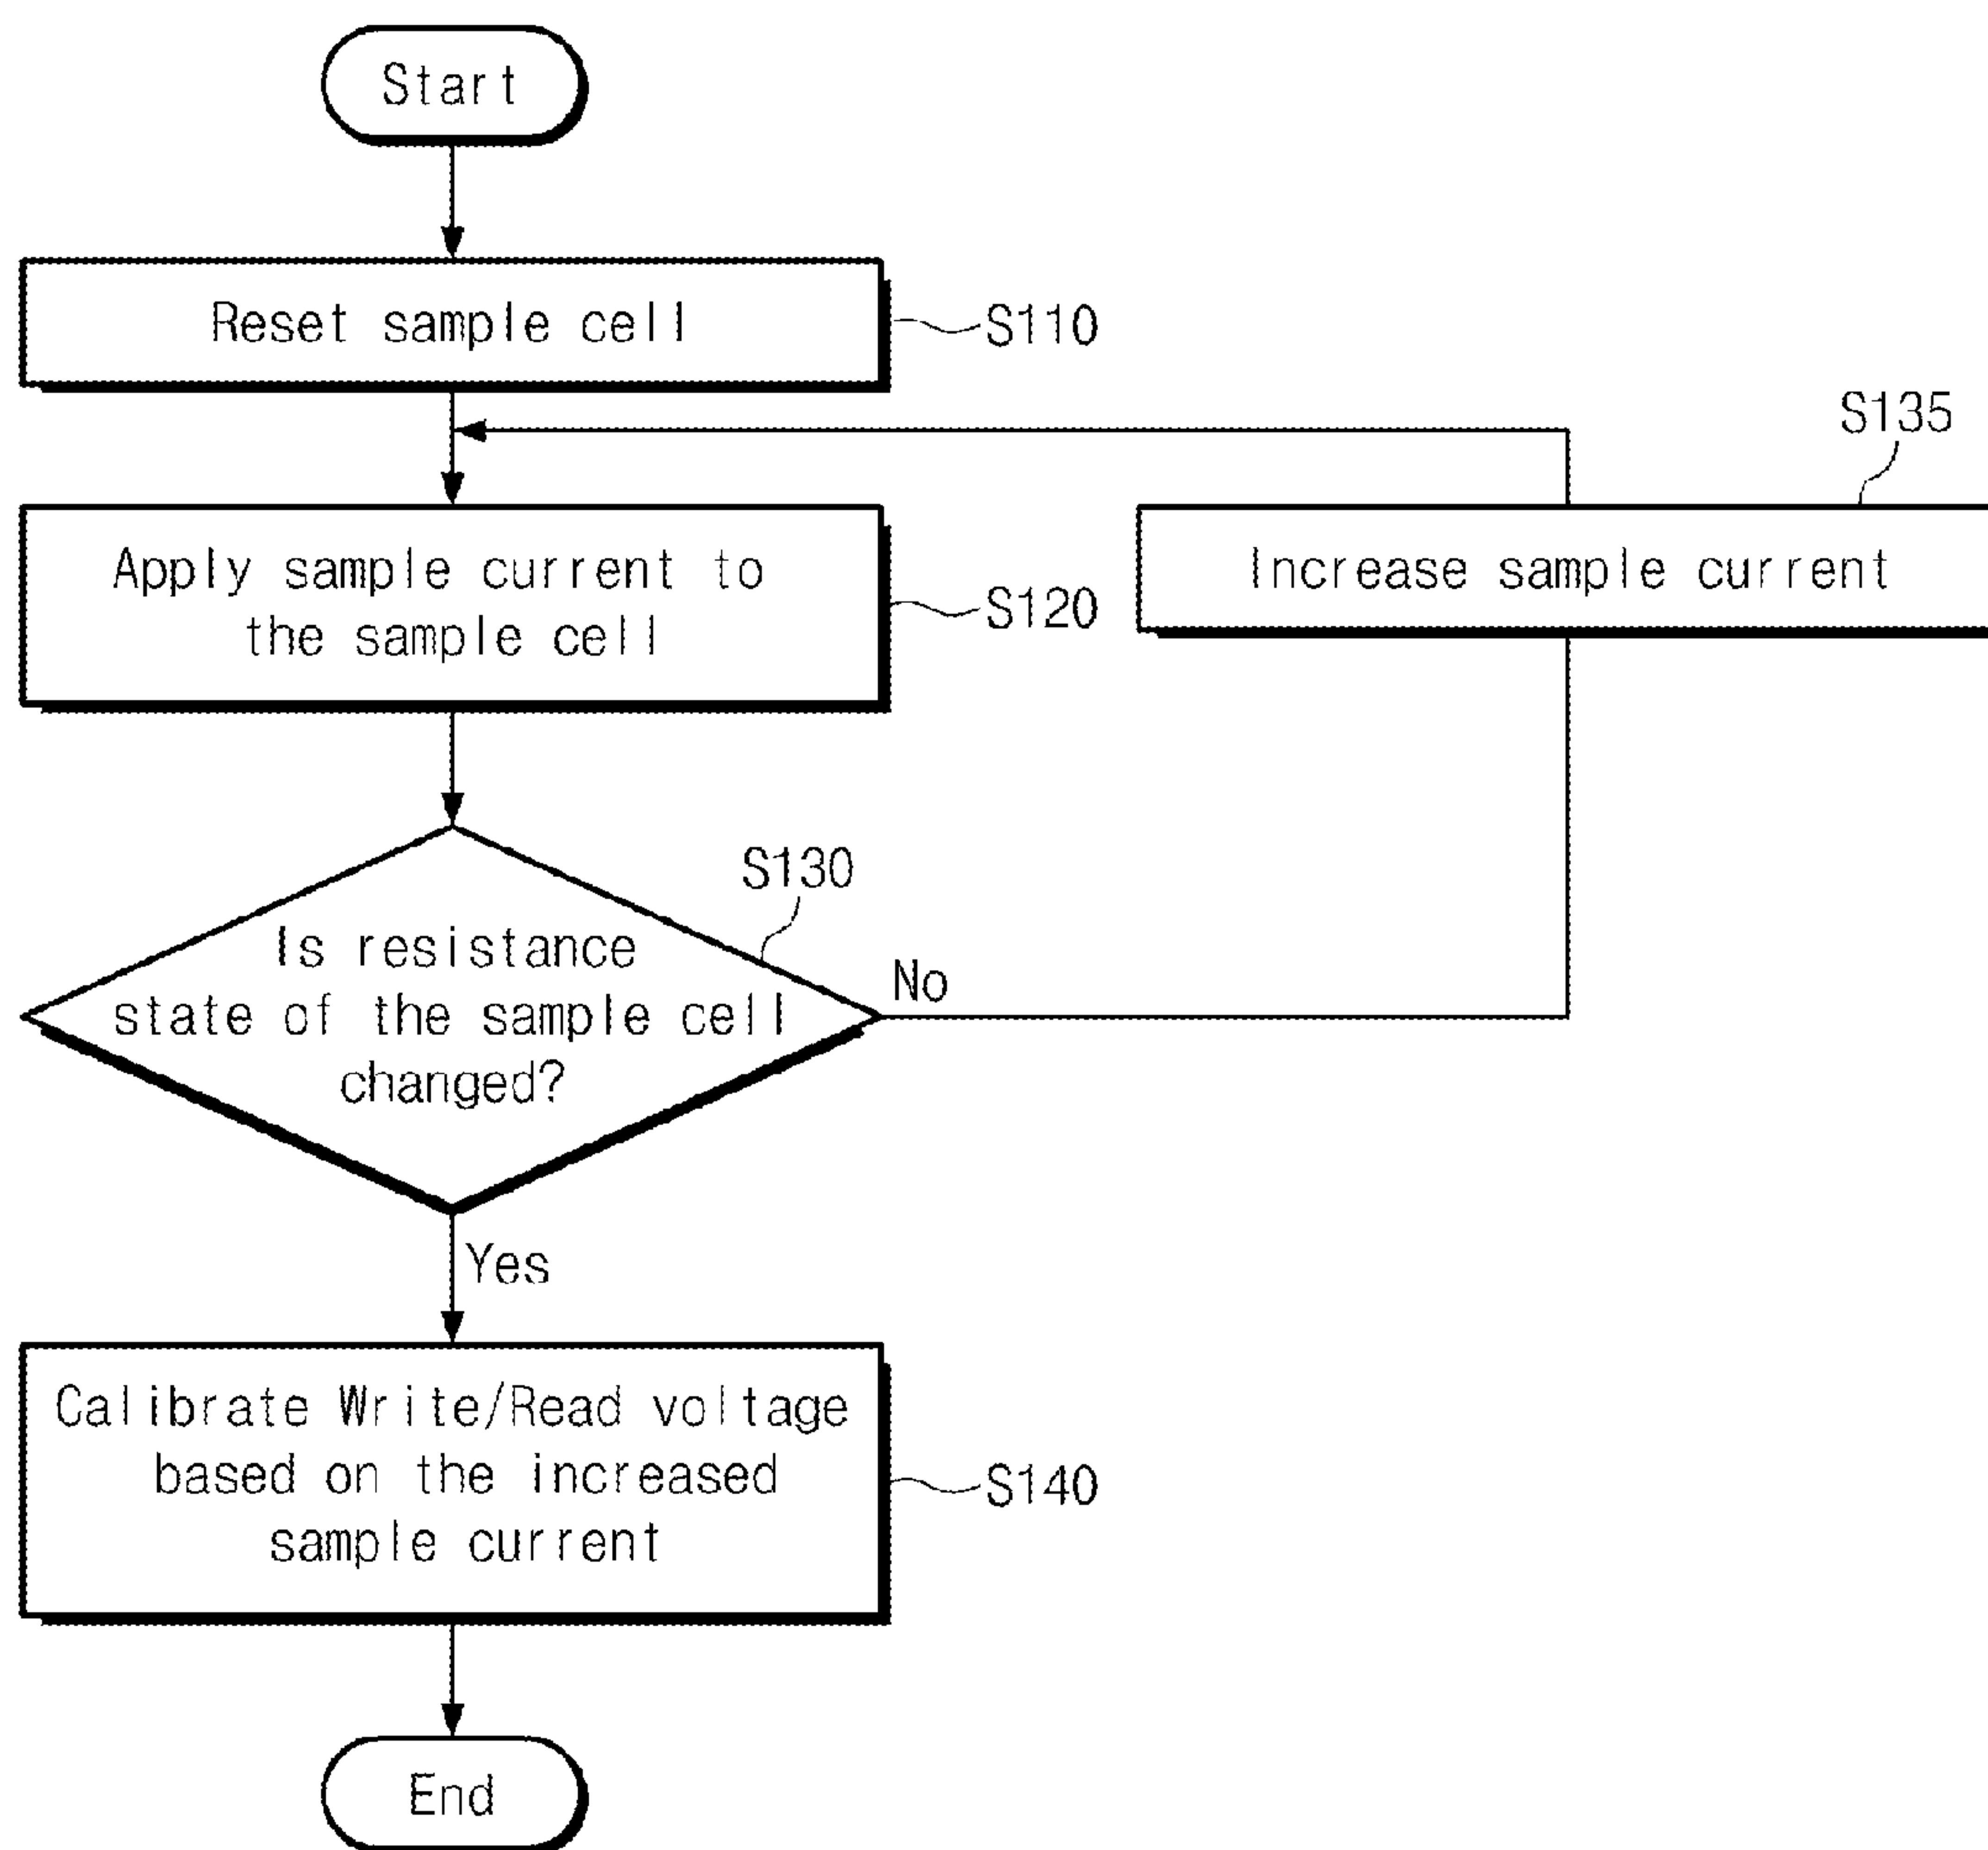 Start
Reset sample cell
S110
S135
Apply sample current to
the sample cell
S120
Increase sample current
S130
Is resistance
state of the sample cell
changed?
No
Yes
Calibrate Write/Read voltage
based on the increased
sample current
S140
End